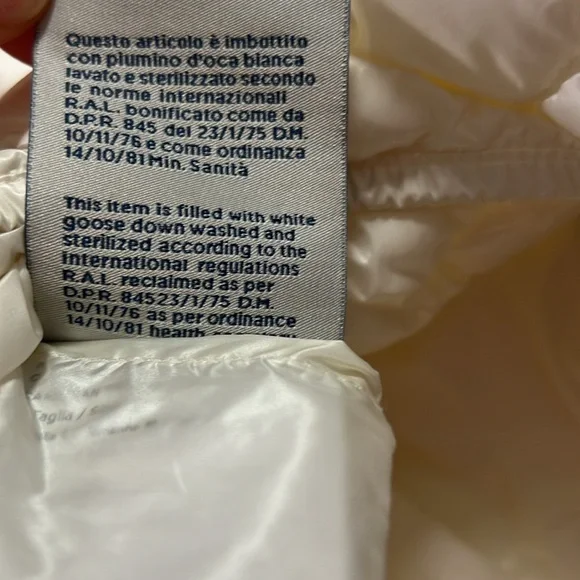 Questo articolo è imbottito
con piumino d'oca bianca
lavato e sterilizzato secondo
le norme internazionali
R.A.L. bonificato come da
D.P.R. 845 del 23/1/75 D.M.
10/11/76 e come ordinanza
14/10/81 Min. Sanità
This item is filled with white
goose down washed and
sterilized according to the
international regulations
R.A.L. reclaimed as per
D.P.R. 84523/1/75 D.M.
10/11/76 as per ordinance
14/10/81 health
Taglia /